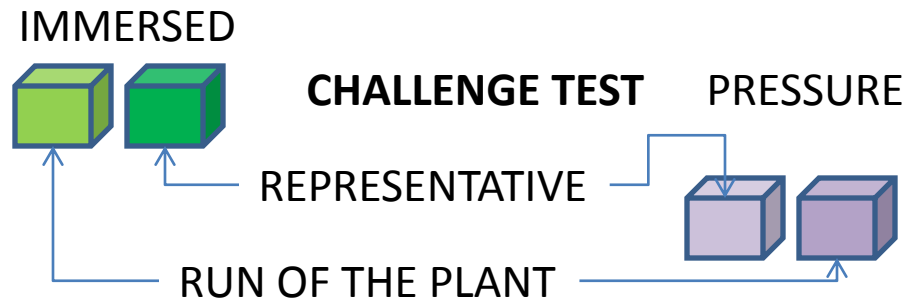 IMMERSED
CHALLENGE TEST
PRESSURE
REPRESENTATIVE
RUN OF THE PLANT